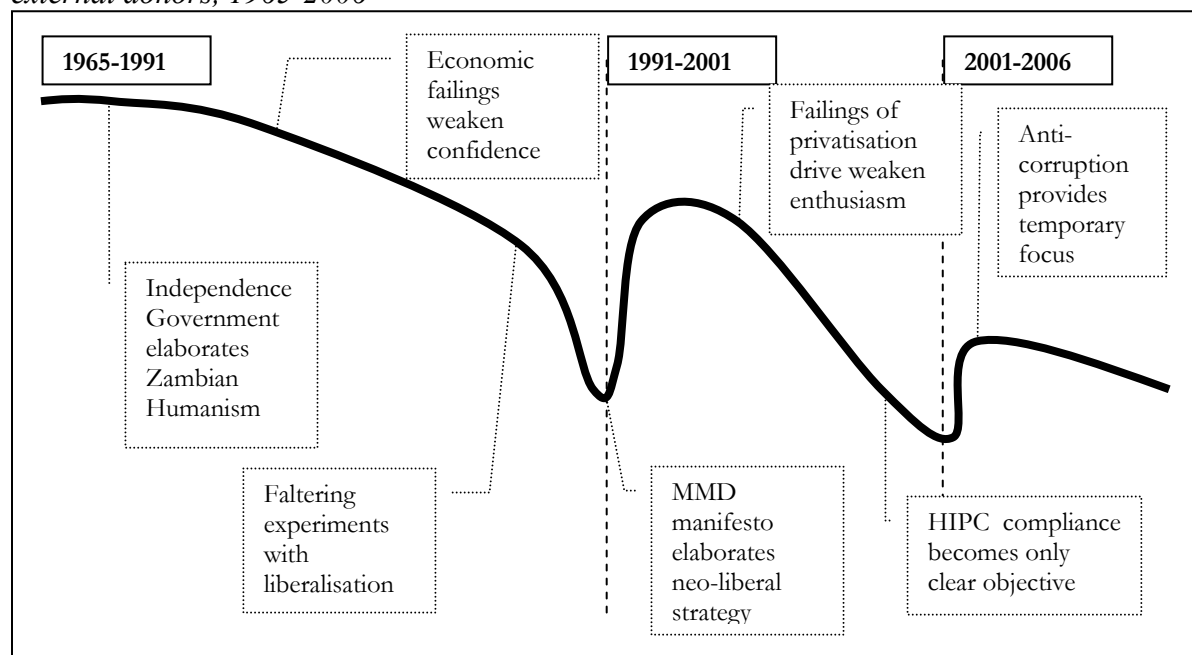 external donors, 1965-2006
1965-1991
1991-2001
2001-2006
Economic
failings
weaken
confidence
Failings of
privatisation
drive weaken
enthusiasm
Anti-
corruption
provides
temporary
focus
Independence
Government
elaborates
Zambian
Humanism
Faltering
experiments
with
liberalisation
MMD
manifesto
elaborates
neo-liberal
strategy
HIPC compliance
becomes only
clear objective